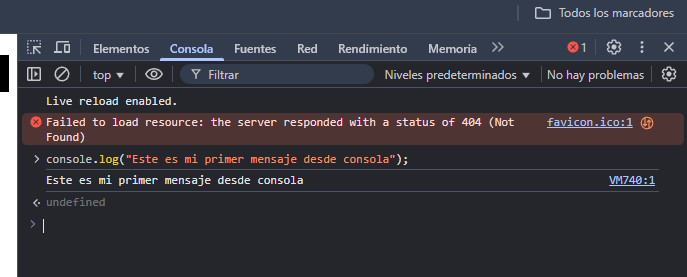 Todos los marcadores
Elementos Consola Fuentes Red Rendimiento Memoria 1
top Filtrar Niveles predeterminados No hay problemas
Live reload enabled.
Failed to load resource: the server responded with a status of 404 (Not favicon.ico:1
Found)
console.log("Este es mi primer mensaje desde consola");
Este es mi primer mensaje desde consola VM740:1
undefined